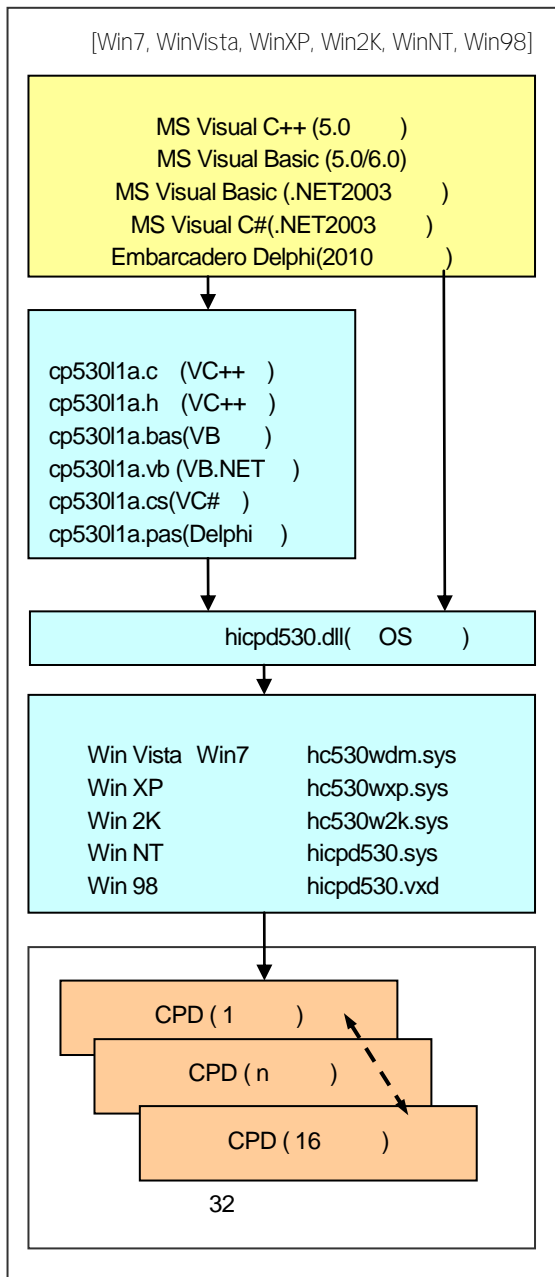 [Win7, WinVista, WinXP, Win2K, WinNT, Win98]
MS Visual C++ (5.0 )
MS Visual Basic (5.0/6.0)
MS Visual Basic (.NET2003 )
MS Visual C#(.NET2003 )
Embarcadero Delphi(2010 )
cp530l1a.c (VC++ )
cp530l1a.h (VC++ )
cp530l1a.bas(VB )
cp530l1a.vb (VB.NET )
cp530l1a.cs(VC# )
cp530l1a.pas(Delphi )
hicpd530.dll( OS )
Win Vista Win7 hc530wdm.sys
Win XP hc530wxp.sys
Win 2K hc530w2k.sys
Win NT hicpd530.sys
Win 98 hicpd530.vxd
CPD ( 1 )
CPD ( n )
CPD ( 16 )
32